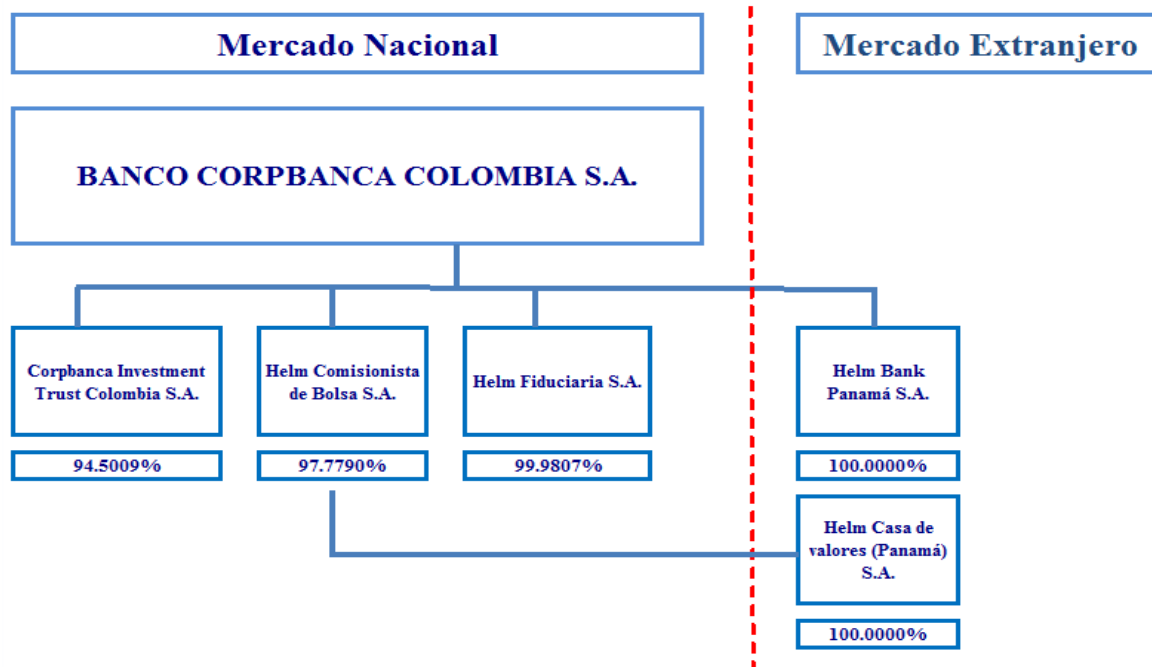 Mercado Nacional
Mercado Extranjero
BANCO CORPBANCA COLOMBIA S.A.
Corpbanca Investment
Trust Colombia S.A.
94.5009%
Helm Comisionista
de Bolsa S.A.
97.7790%
Helm Fiduciaria S.A.
99.9807%
Helm Bank
Panamá S.A.
100.0000%
Helm Casa de
valores (Panamá)
S.A.
100.0000%